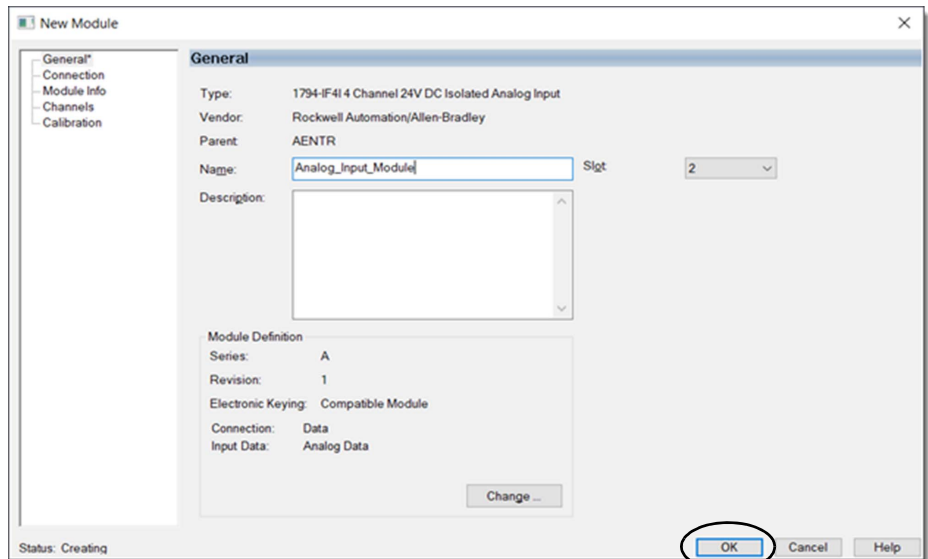 New Module
General*
Connection
Module Info
Channels
Calibration
General
Type: 1794-IF4I 4 Channel 24V DC Isolated Analog Input
Vendor: Rockwell Automation/Allen-Bradley
Parent: AENTR
Name: Analog_Input_Module Slot: 2
Description:
Module Definition
Series: A
Revision: 1
Electronic Keying: Compatible Module
Connection: Data
Input Data: Analog Data
Change ...
Status: Creating OK Cancel Help